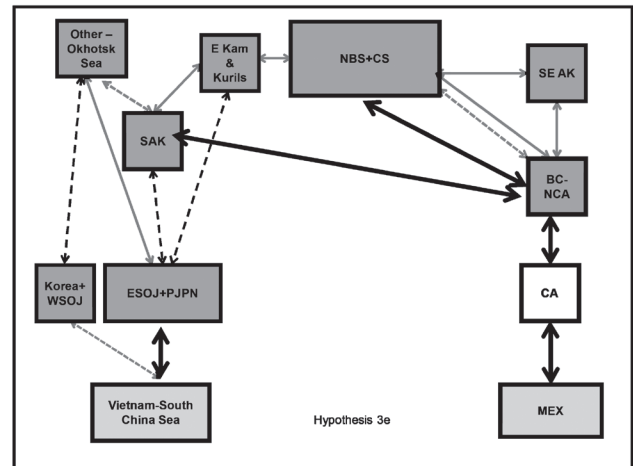 Other –
Okhotsk
Sea
E Kam
&
Kurils
NBS+CS
SE AK
SAK
BC-
NCA
Korea+
WSOJ
ESOJ+PJPN
CA
Vietnam-South
China Sea
Hypothesis 3e
MEX